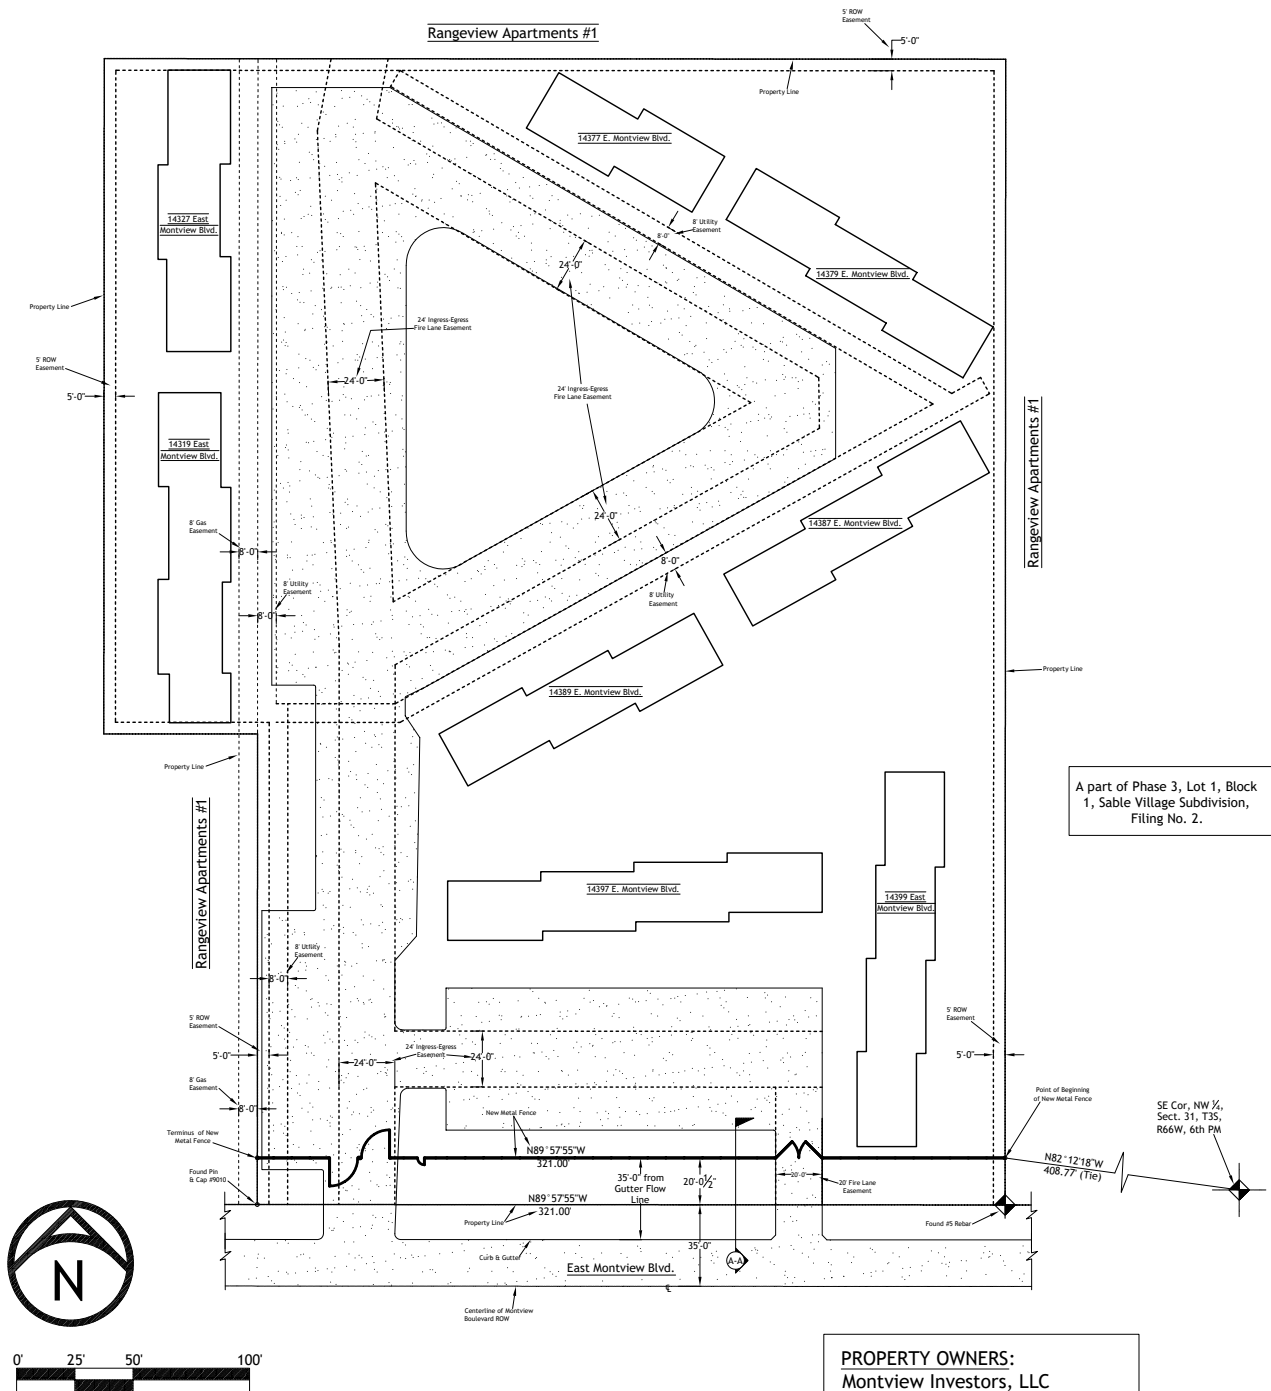 Rangeview Apartments #1
5' ROW
Easement
5'-0"
Property Line
14377 E. Montview Blvd.
14327 East
Montview Blvd.
8' Utility
Easement
8'-0"
24'-0"
14379 E. Montview Blvd.
Property Line
24' Ingress-Egress
Fire Lane Easement
5' ROW
Easement
24'-0"
5'-0"
24' Ingress-Egress
Fire Lane Easement
14319 East
Montview Blvd.
Rangeview Apartments #1
8' Gas
Easement
24'-0"
14387 E. Montview Blvd.
8'-0"
8'-0"
8' Utility
Easement
8' Utility
Easement
8'-0"
Property Line
14389 E. Montview Blvd.
Property Line
A part of Phase 3, Lot 1, Block
1, Sable Village Subdivision,
Filing No. 2.
Rangeview Apartments #1
14397 E. Montview Blvd.
14399 East
Montview Blvd.
8' Utility
Easement
8'-0"
5' ROW
Easement
5' ROW
Easement
24' Ingress-Egress
Easement
5'-0"
24'-0"
24'-0"
5'-0"
8' Gas
Easement
Point of Beginning
of New Metal Fence
8'-0"
New Metal Fence
SE Cor, NW ¼,
Sect. 31, T3S,
R66W, 6th PM
Terminus of New
Metal Fence
N89°57'55"W
321.00'
N82°12'18"W
408.77' (Tie)
Found Pin
& Cap #9010
35'-0" from
Gutter Flow
Line
20'-0½"
20'-0"
20' Fire Lane
Easement
N89°57'55"W
321.00'
Property Line
Found #5 Rebar
35'-0"
Curb & Gutter
A-A
East Montview Blvd.
Centerline of Montview
Boulevard ROW
N
0' 25' 50' 100'
PROPERTY OWNERS:
Montview Investors, LLC